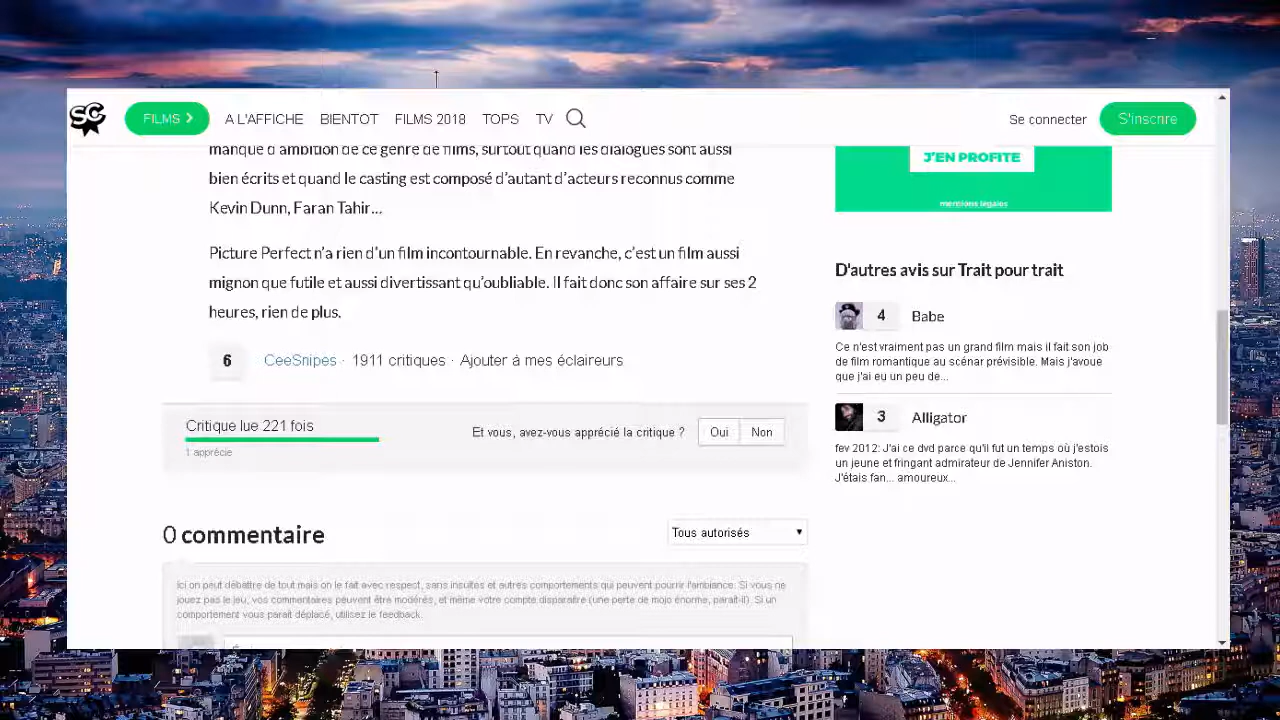 SC
FILMS
A L'AFFICHE
BIENTOT
FILMS 2018
TOPS
TV
Se connecter
S'inscrire
manque d'ambition de ce genre de films, surtout quand les dialogues sont aussi
bien écrits et quand le casting est composé d'autant d'acteurs reconnus comme
Kevin Dunn, Faran Tahir...
Picture Perfect n'a rien d'un film incontournable. En revanche, c'est un film aussi
mignon que futile et aussi divertissant qu'oubliable. Il fait donc son affaire sur ses 2
heures, rien de plus.
6 CeeSnipes · 1911 critiques · Ajouter à mes éclaireurs
Critique lue 221 fois
1 apprécie
Et vous, avez-vous apprécié la critique ? Oui Non
0 commentaire
Tous autorisés
Ici on peut débattre de tout mais on le fait avec respect, sans insultes et autres comportements qui peuvent pourrir l'ambiance. Si vous ne
jouez pas le jeu, vos commentaires peuvent être modérés, et même votre compte disparaitre (une perte de mojo énorme, parait-il). Si un
comportement vous parait déplacé, utilisez le feedback.
J'EN PROFITE
mentions légales
D'autres avis sur Trait pour trait
4 Babe
Ce n'est vraiment pas un grand film mais il fait son job
de film romantique au scénar prévisible. Mais j'avoue
que j'ai eu un peu de...
3 Alligator
fev 2012: J'ai ce dvd parce qu'il fut un temps où j'estois
un jeune et fringant admirateur de Jennifer Aniston.
J'étais fan... amoureux...